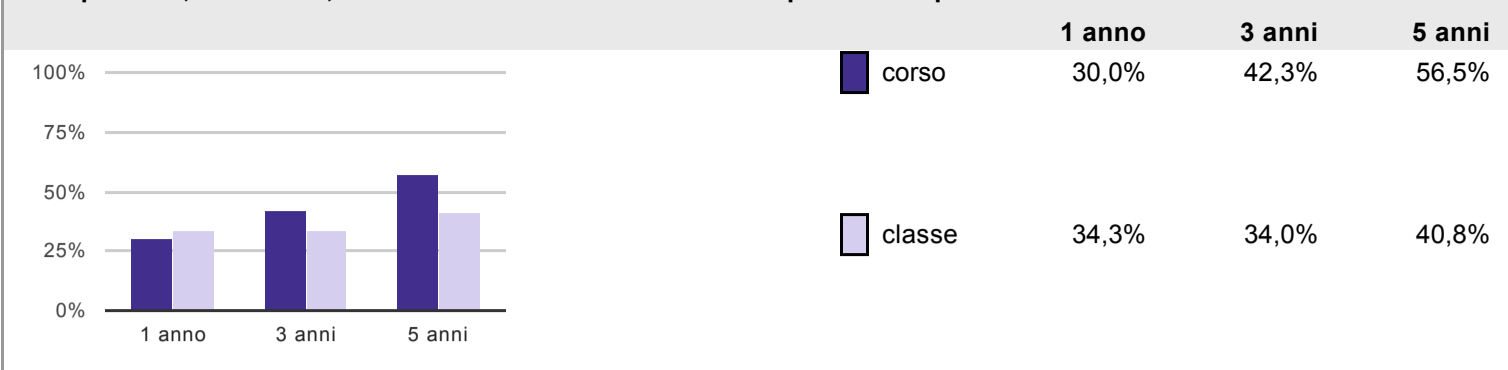 1 anno 3 anni 5 anni
100%
75%
50%
25%
0%
1 anno 3 anni 5 anni
corso 30,0% 42,3% 56,5%
classe 34,3% 34,0% 40,8%